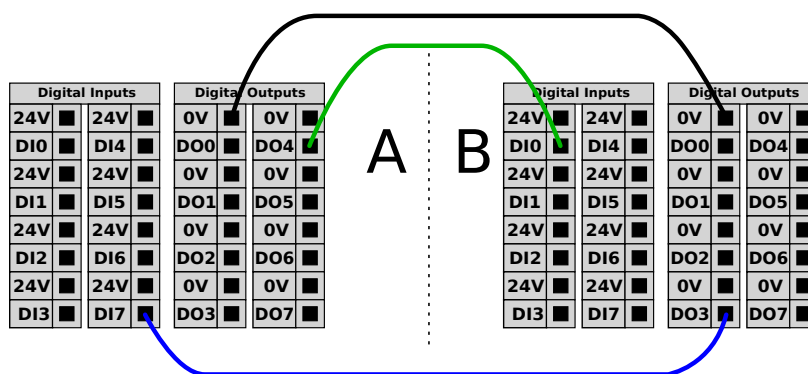 Digital Inputs Digital Outputs Digital Inputs Digital Outputs
24V 24V 0V 0V 24V 24V 0V 0V
DI0 DI4 DO0 DO4 A B DI0 DI4 DO0 DO4
24V 24V 0V 0V 24V 24V 0V 0V
DI1 DI5 DO1 DO5 DI1 DI5 DO1 DO5
24V 24V 0V 0V 24V 24V 0V 0V
DI2 DI6 DO2 DO6 DI2 DI6 DO2 DO6
24V 24V 0V 0V 24V 24V 0V 0V
DI3 DI7 DO3 DO7 DI3 DI7 DO3 DO7